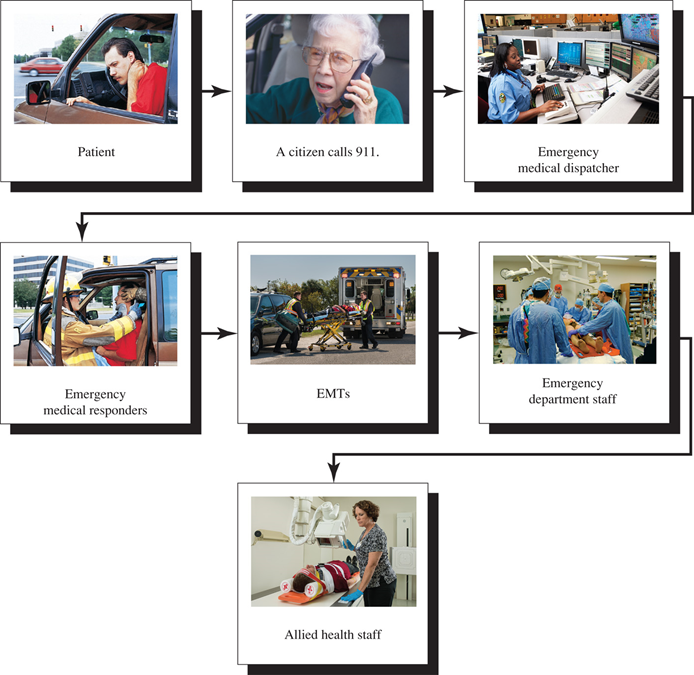 Patient
A citizen calls 911.
Emergency
medical dispatcher
Emergency
medical responders
EMTs
Emergency
department staff
Allied health staff